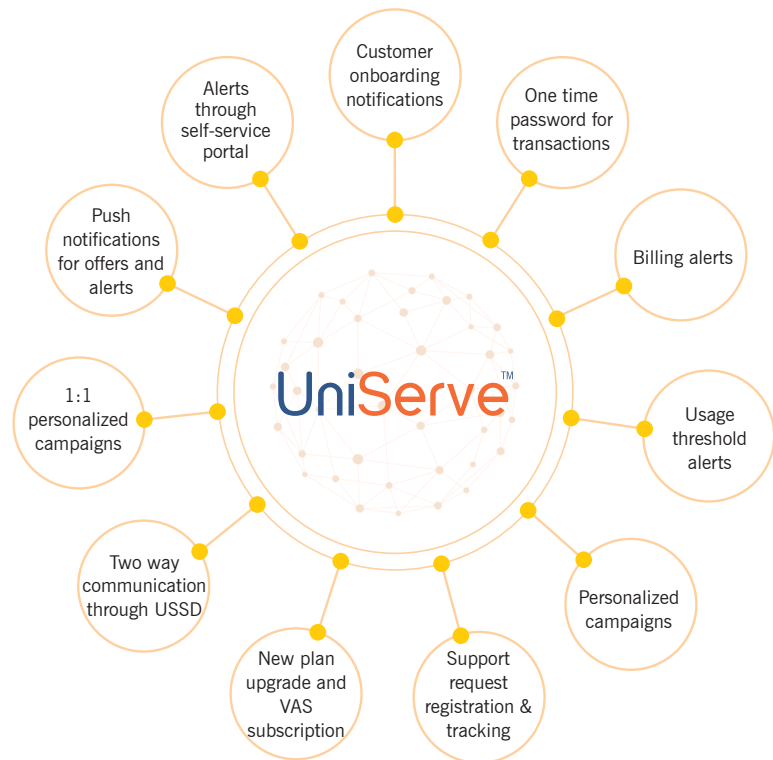 Customer
onboarding
notifications
One time
password for
transactions
Billing alerts
Usage
threshold
alerts
Personalized
campaigns
Support
request
registration &
tracking
New plan
upgrade and
VAS
subscription
Two way
communication
through USSD
1:1
personalized
campaigns
Push
notifications
for offers and
alerts
Alerts
through
self-service
portal
UniServe™